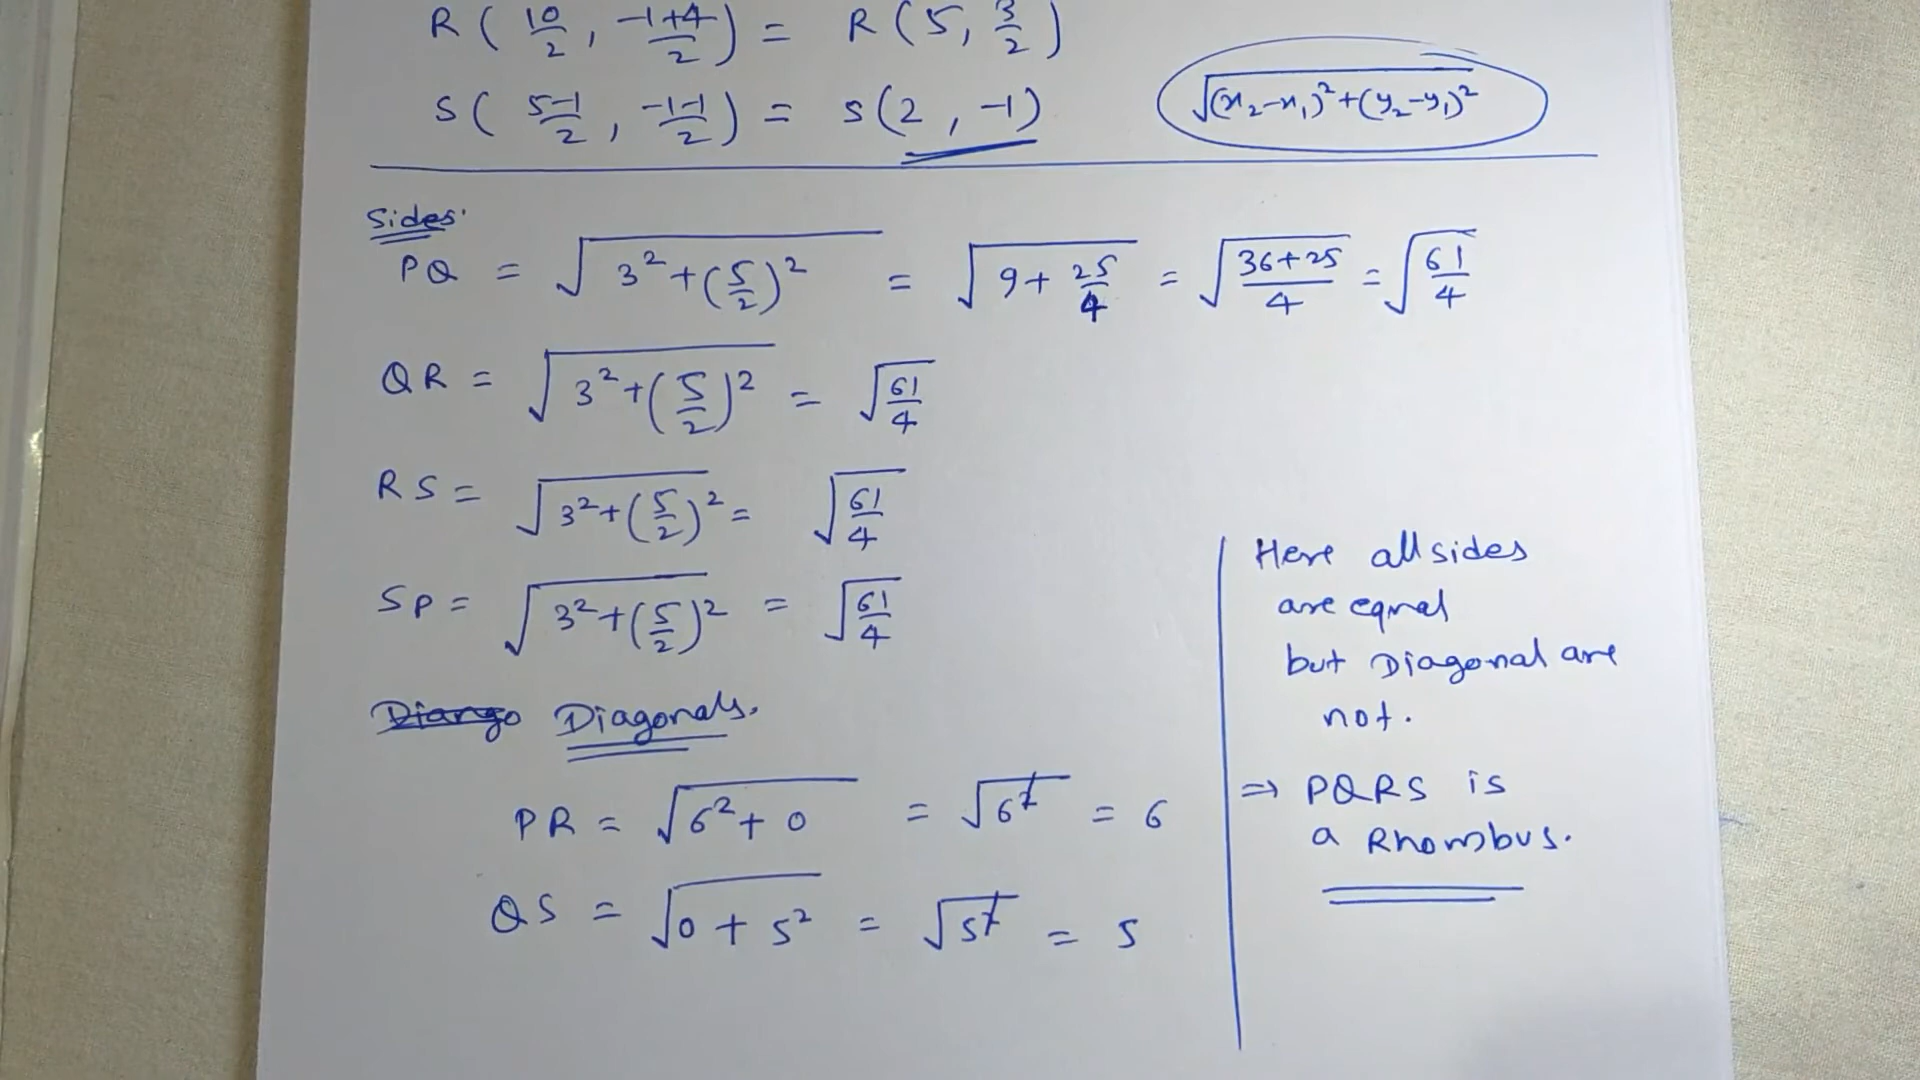 R ( 10/2 , -1+4/2 ) = R (5, 3/2 )
S ( 5-1/2 , -1-1/2 ) = S (2 , -1)
√(x₂-x₁)²+(y₂-y₁)²
Sides:
PQ = √3²+(5/2)² = √9+25/4 = √36+25/4 = √61/4
QR = √3²+(5/2)² = √61/4
RS = √3²+(5/2)² = √61/4
SP = √3²+(5/2)² = √61/4
Diango Diagonals.
PR = √6²+0 = √6² = 6
QS = √0+5² = √5² = 5
Here all sides
are equal
but Diagonal are
not.
⇒ PQRS is
a Rhombus.